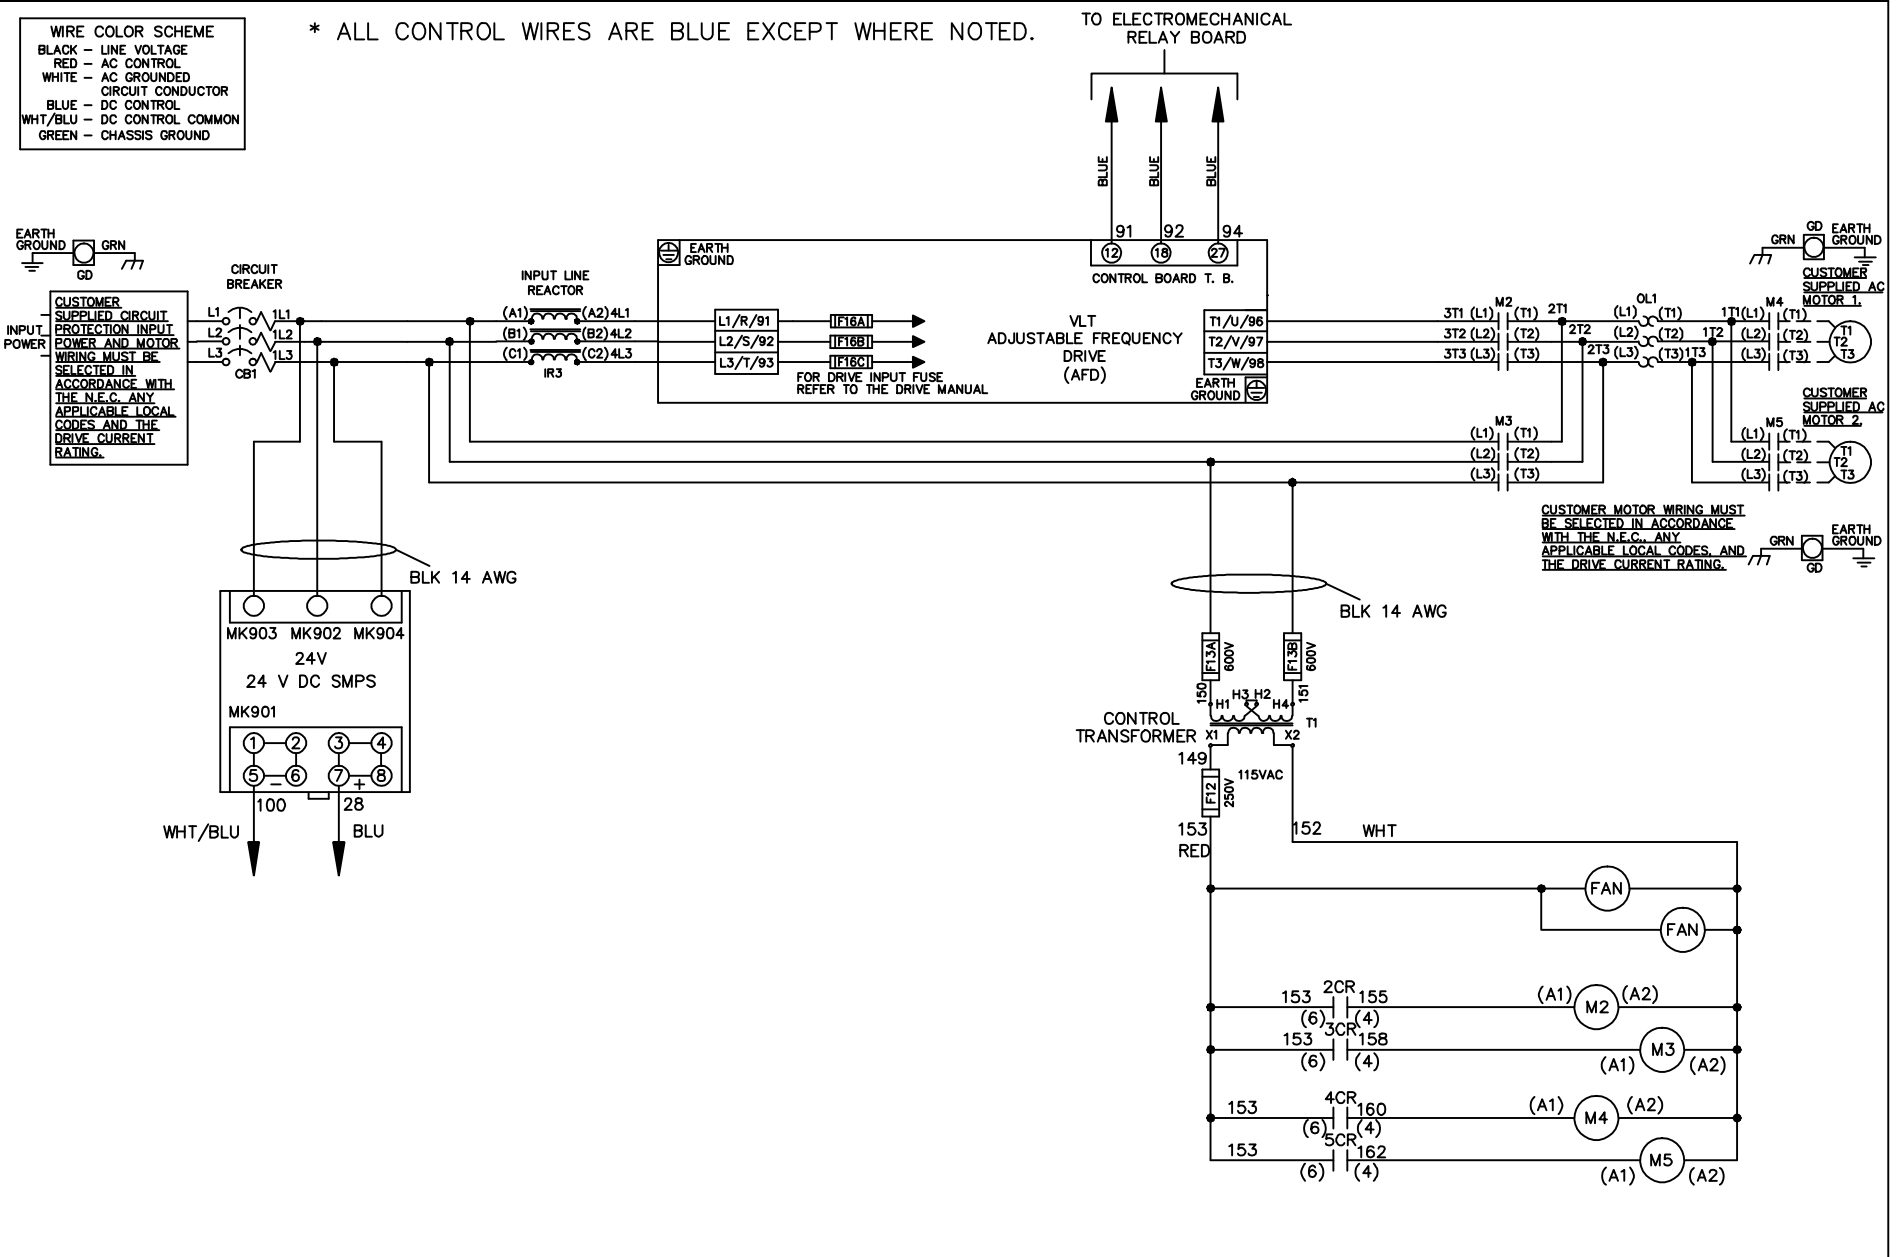 WIRE COLOR SCHEME
BLACK – LINE VOLTAGE
RED – AC CONTROL
WHITE – AC GROUNDED
CIRCUIT CONDUCTOR
BLUE – DC CONTROL
WHT/BLU – DC CONTROL COMMON
GREEN – CHASSIS GROUND
* ALL CONTROL WIRES ARE BLUE EXCEPT WHERE NOTED.
TO ELECTROMECHANICAL
RELAY BOARD
BLUE BLUE BLUE
91 92 94
12 18 27
CONTROL BOARD T. B.
EARTH
GROUND
GRN
GD
INPUT
POWER
CUSTOMER
SUPPLIED CIRCUIT
PROTECTION INPUT
POWER AND MOTOR
WIRING MUST BE
SELECTED IN
ACCORDANCE WITH
THE N.E.C. ANY
APPLICABLE LOCAL
CODES AND THE
DRIVE CURRENT
RATING.
CIRCUIT
BREAKER
L1 1L1
L2 1L2
L3 1L3
CB1
INPUT LINE
REACTOR
(A1) (A2) 4L1
(B1) (B2) 4L2
(C1) (C2) 4L3
IR3
EARTH
GROUND
L1/R/91 F16A
L2/S/92 F16B
L3/T/93 F16C
FOR DRIVE INPUT FUSE
REFER TO THE DRIVE MANUAL
VLT
ADJUSTABLE FREQUENCY
DRIVE
(AFD)
T1/U/96
T2/V/97
T3/W/98
EARTH
GROUND
M2
3T1 (L1) (T1) 2T1
3T2 (L2) (T2) 2T2
3T3 (L3) (T3) 2T3
OL1
(L1) (T1) 1T1
(L2) (T2) 1T2
(L3) (T3) 1T3
M4
(L1) (T1)
(L2) (T2)
(L3) (T3)
T1
T2
T3
GRN
GD
EARTH
GROUND
CUSTOMER
SUPPLIED AC
MOTOR 1.
M3
(L1) (T1)
(L2) (T2)
(L3) (T3)
CUSTOMER
SUPPLIED AC
MOTOR 2.
M5
(L1) (T1)
(L2) (T2)
(L3) (T3)
T1
T2
T3
CUSTOMER MOTOR WIRING MUST
BE SELECTED IN ACCORDANCE
WITH THE N.E.C., ANY
APPLICABLE LOCAL CODES, AND
THE DRIVE CURRENT RATING.
GRN
GD
EARTH
GROUND
BLK 14 AWG
MK903 MK902 MK904
24V
24 V DC SMPS
MK901
1 2 3 4
5 – 6 7 + 8
100 28
WHT/BLU BLU
BLK 14 AWG
F13A 600V F13B 600V
150 151
H1 H3 H2 H4
CONTROL
TRANSFORMER
T1
X1 X2
149
115VAC
F12 250V
153
RED
152 WHT
FAN
FAN
2CR
153 155 (A1) M2 (A2)
(6) (4)
3CR
153 158 M3
(6) (4) (A1) (A2)
4CR
153 160 (A1) M4 (A2)
(6) (4)
5CR
153 162 M5
(6) (4) (A1) (A2)